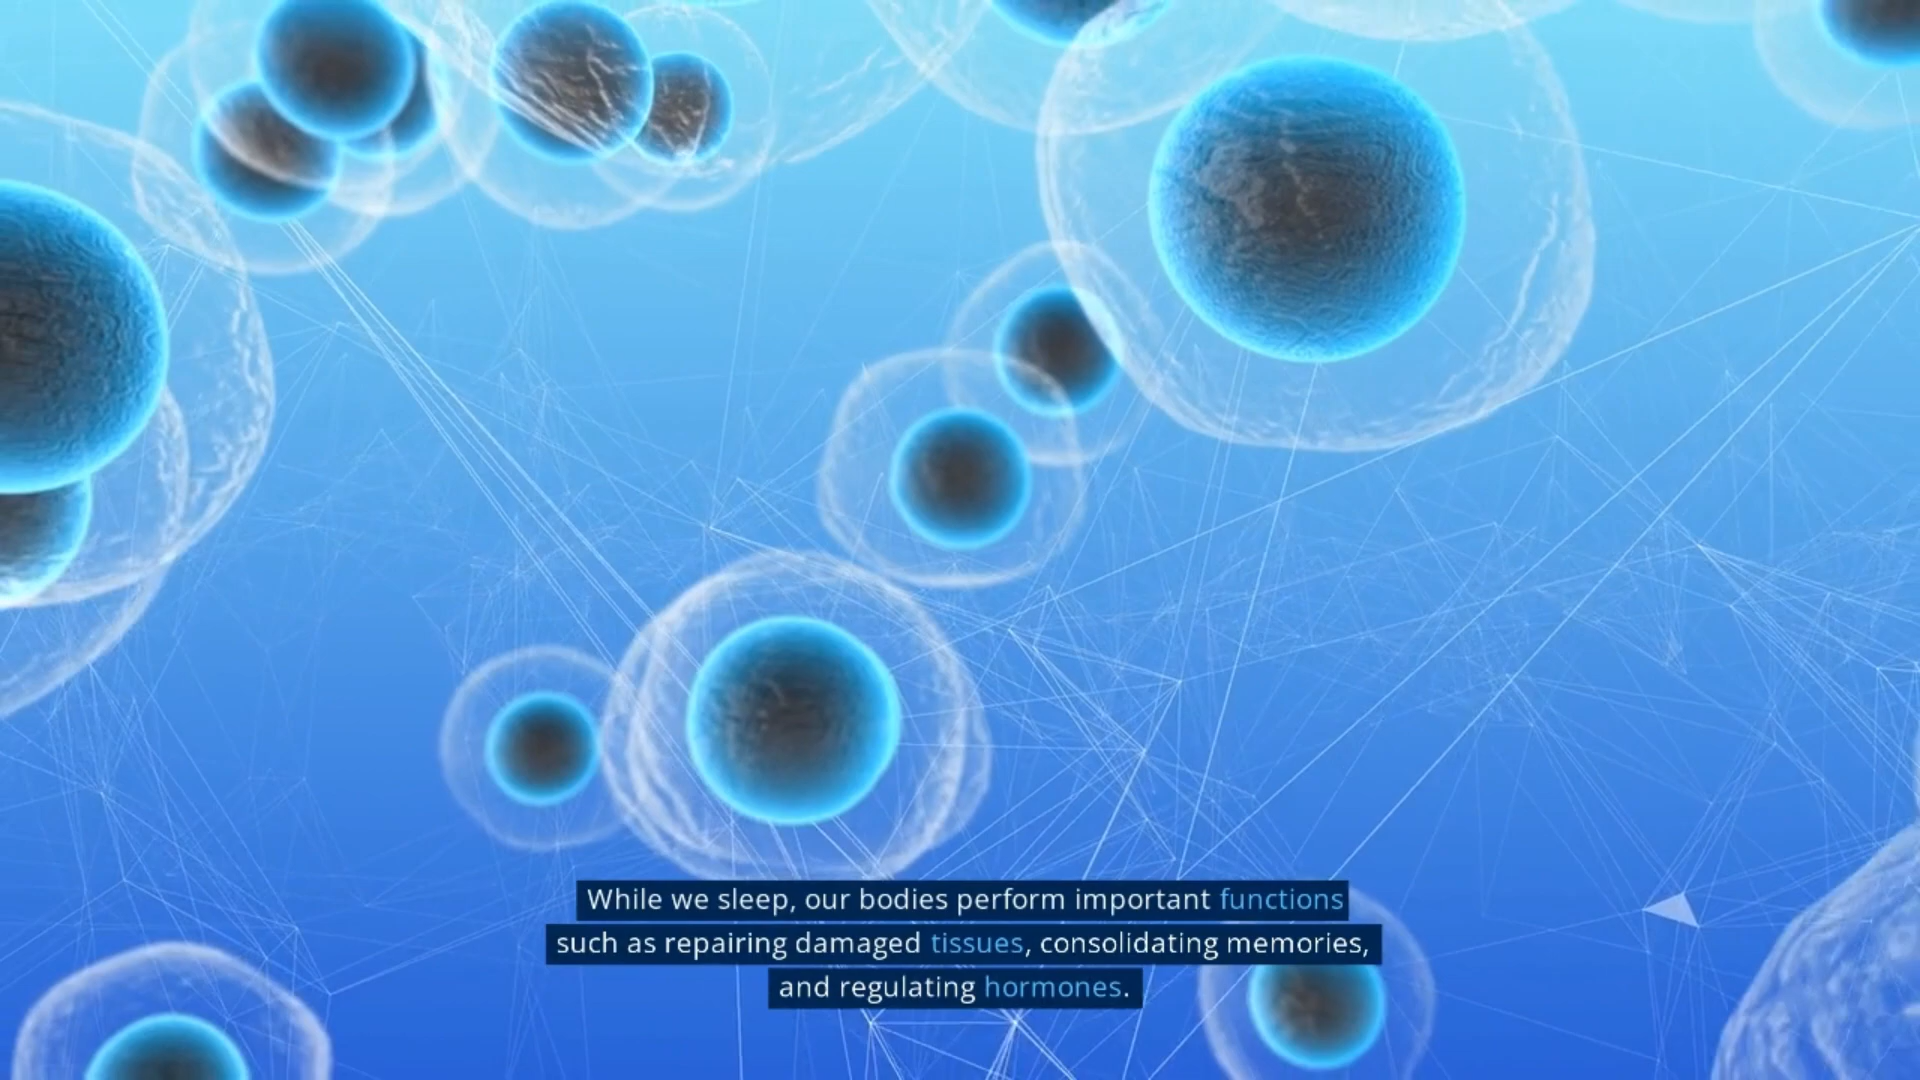 While we sleep, our bodies perform important functions
such as repairing damaged tissues, consolidating memories,
and regulating hormones.